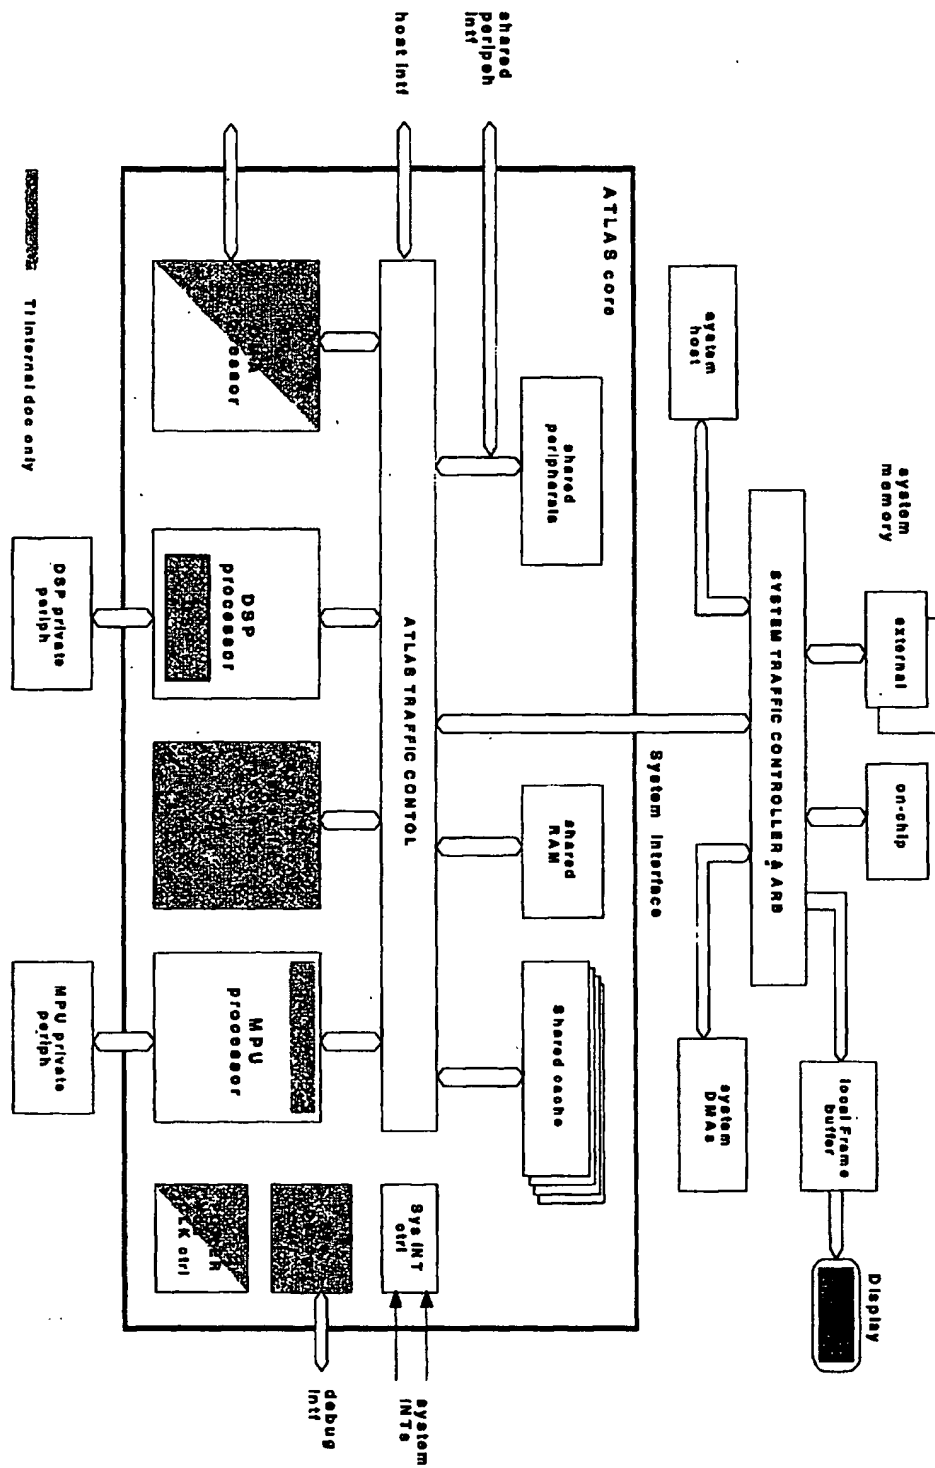 system
memory
external
on-chip
local Frame
buffer
Display
SYSTEM TRAFFIC CONTROLLER & ARB
system
host
system
DMAs
System Interface
ATLAS core
shared
peripherals
shared
RAM
Shared cache
shared
peripeh
intf
host intf
ATLAS TRAFFIC CONTOL
Sys INT
ctrl
system
INTs
debug
intf
DSP
processor
MPU
processor
DSP private
periph
MPU private
periph
TI internal doc only